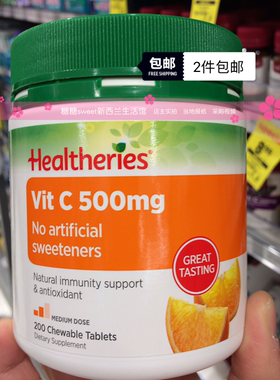 包邮
FREE SHIPPING
2件包邮
Healtheries
Vit C 500mg
No artificial
sweeteners
GREAT
TASTING
Natural immunity support
& antioxidant
MEDIUM DOSE
200 Chewable Tablets
Dietary Supplement